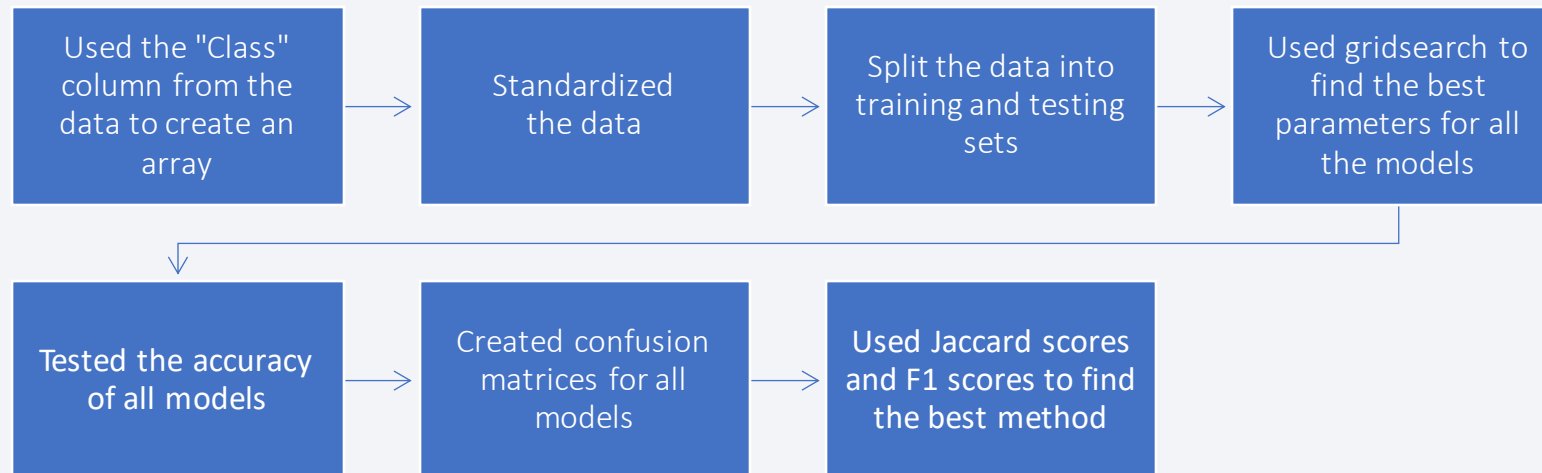 Used the "Class"
column from the
data to create an
array
Standardized
the data
Split the data into
training and testing
sets
Used gridsearch to
find the best
parameters for all
the models
Tested the accuracy
of all models
Created confusion
matrices for all
models
Used Jaccard scores
and F1 scores to find
the best method